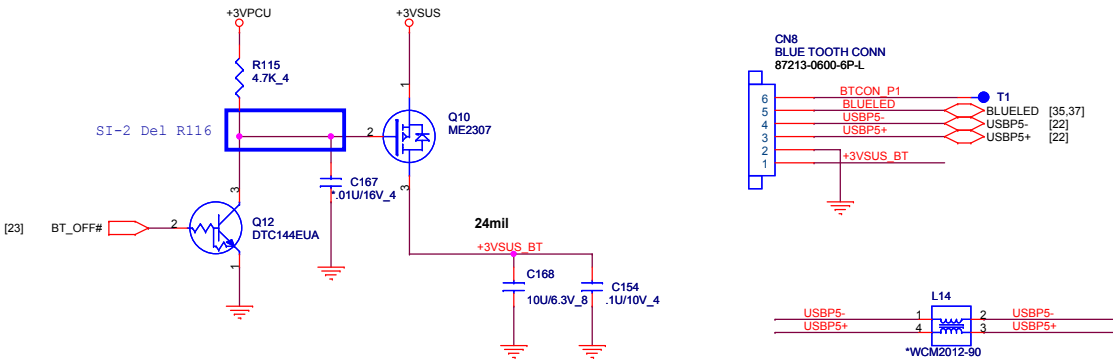 +3VPCU
+3VSUS
R115
4.7K_4
1
SI-2 Del R116
2
Q10
ME2307
3
C167
*.01U/16V_4
3
[23]
BT_OFF#
2
Q12
DTC144EUA
1
24mil
+3VSUS_BT
C168
10U/6.3V_8
C154
.1U/10V_4
CN8
BLUE TOOTH CONN
87213-0600-6P-L
6
BTCON_P1
T1
5
BLUELED
BLUELED [35,37]
4
USBP5-
USBP5- [22]
3
USBP5+
USBP5+ [22]
2
1
+3VSUS_BT
L14
USBP5- 1 2 USBP5-
USBP5+ 4 3 USBP5+
*WCM2012-90